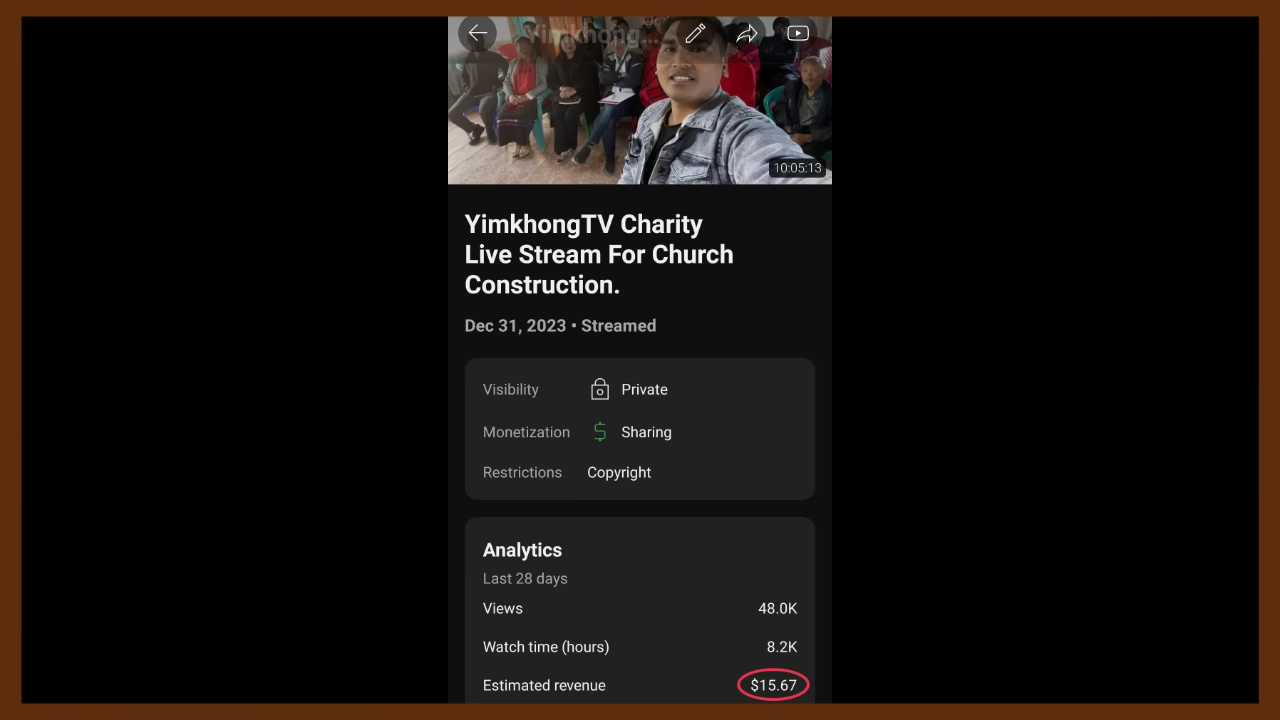 Yimkhong...
10:05:13
YimkhongTV Charity
Live Stream For Church
Construction.
Dec 31, 2023 • Streamed
Visibility Private
Monetization Sharing
Restrictions Copyright
Analytics
Last 28 days
Views 48.0K
Watch time (hours) 8.2K
Estimated revenue $15.67